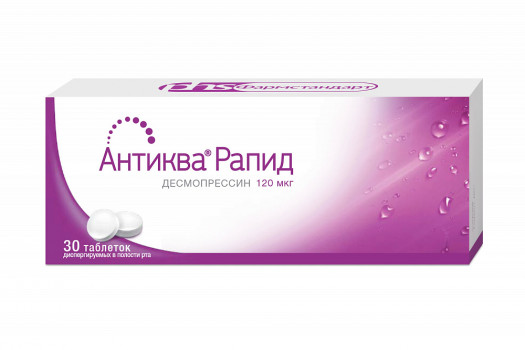 Фармстандарт
Антиква® Рапид
ДЕСМОПРЕССИН 120 мкг
30 таблеток
диспергируемых в полости рта